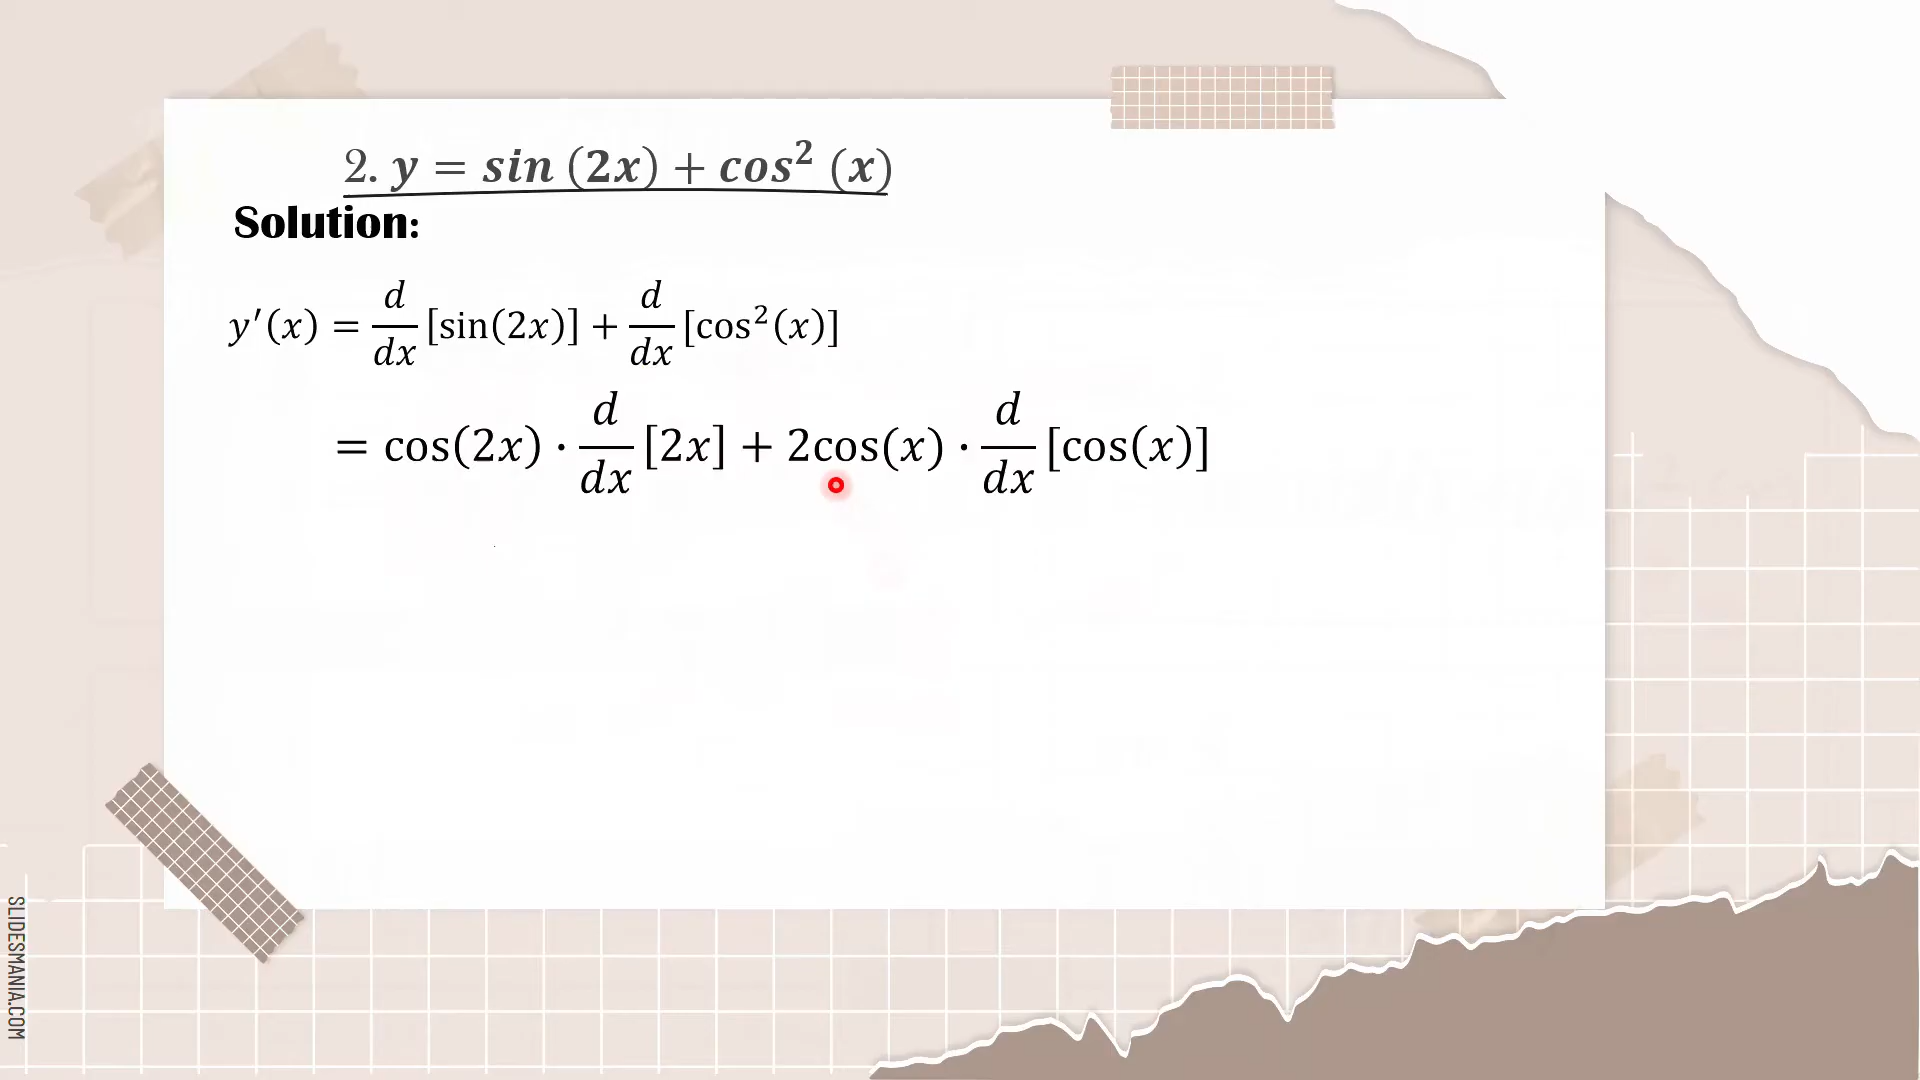 2. y = sin (2x) + cos² (x)
Solution:
y′(x) = d/dx [sin(2x)] + d/dx [cos²(x)]
= cos(2x) · d/dx [2x] + 2cos(x) · d/dx [cos(x)]
SLIDESMANIA.COM